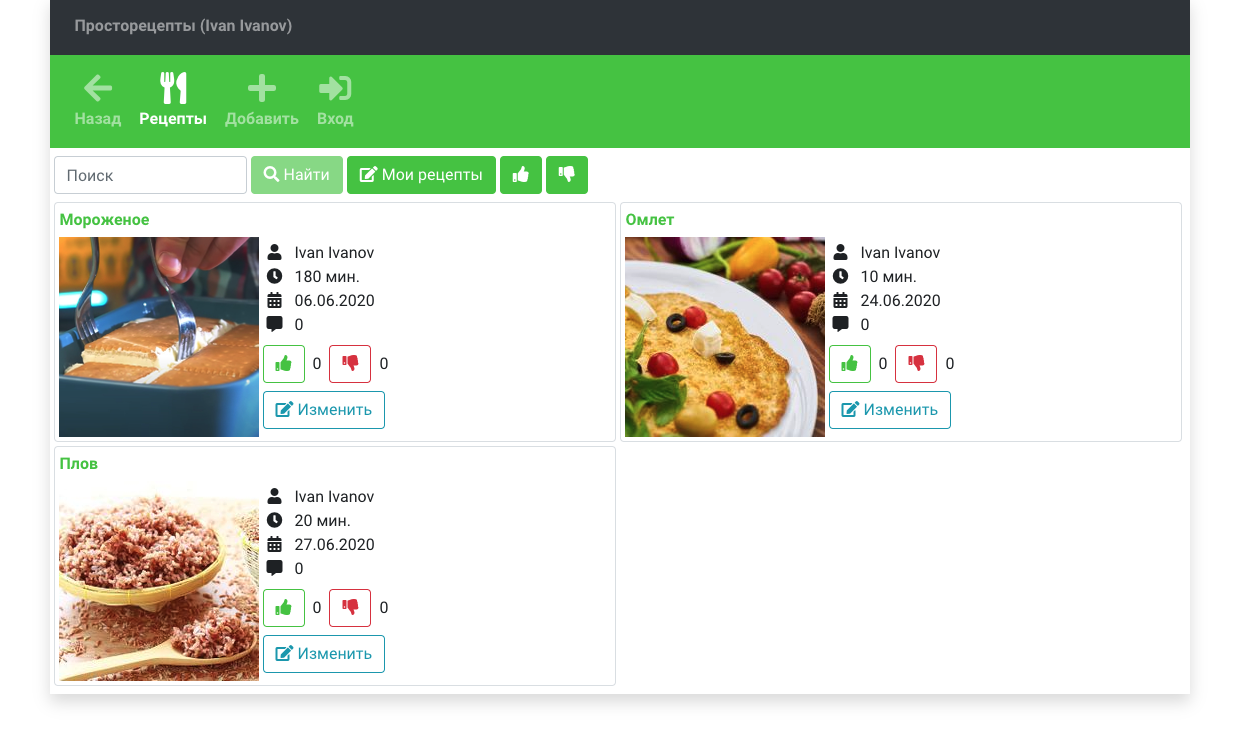 Просторецепты (Ivan Ivanov)
Назад Рецепты Добавить Вход
Поиск Найти Мои рецепты
Мороженое
Ivan Ivanov
180 мин.
06.06.2020
0
0 0
Изменить
Омлет
Ivan Ivanov
10 мин.
24.06.2020
0
0 0
Изменить
Плов
Ivan Ivanov
20 мин.
27.06.2020
0
0 0
Изменить